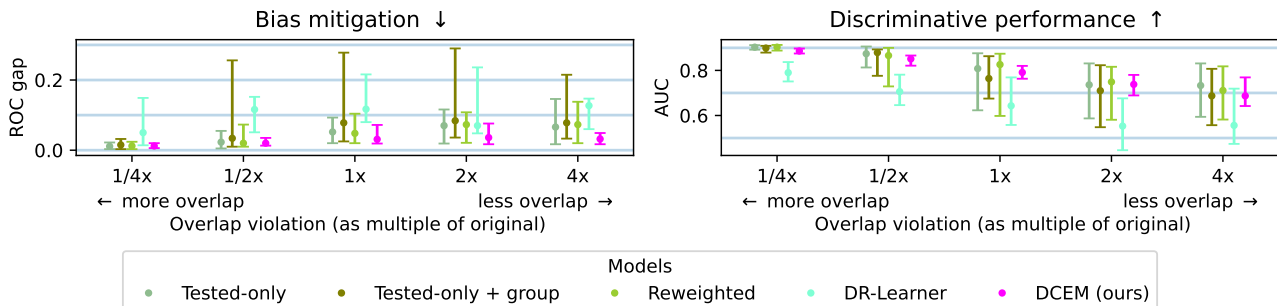 Bias mitigation ↓
ROC gap
0.2
0.0
1/4x 1/2x 1x 2x 4x
← more overlap less overlap →
Overlap violation (as multiple of original)
Discriminative performance ↑
AUC
0.8
0.6
1/4x 1/2x 1x 2x 4x
← more overlap less overlap →
Overlap violation (as multiple of original)
Models
Tested-only Tested-only + group Reweighted DR-Learner DCEM (ours)